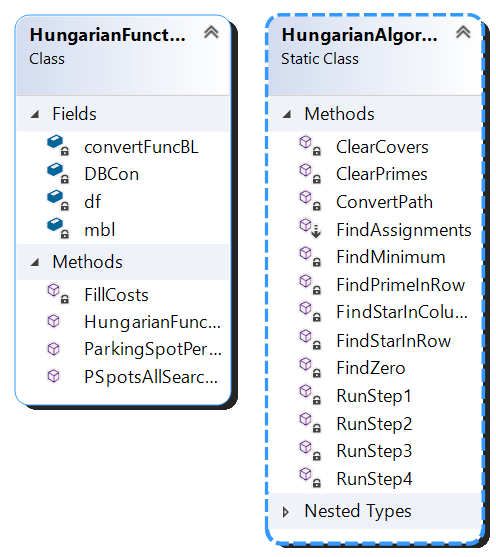 HungarianFunct...
Class
Fields
convertFuncBL
DBCon
df
mbl
Methods
FillCosts
HungarianFunc...
ParkingSpotPer...
PSpotsAllSearc...
HungarianAlgor...
Static Class
Methods
ClearCovers
ClearPrimes
ConvertPath
FindAssignments
FindMinimum
FindPrimeInRow
FindStarInColu...
FindStarInRow
FindZero
RunStep1
RunStep2
RunStep3
RunStep4
Nested Types